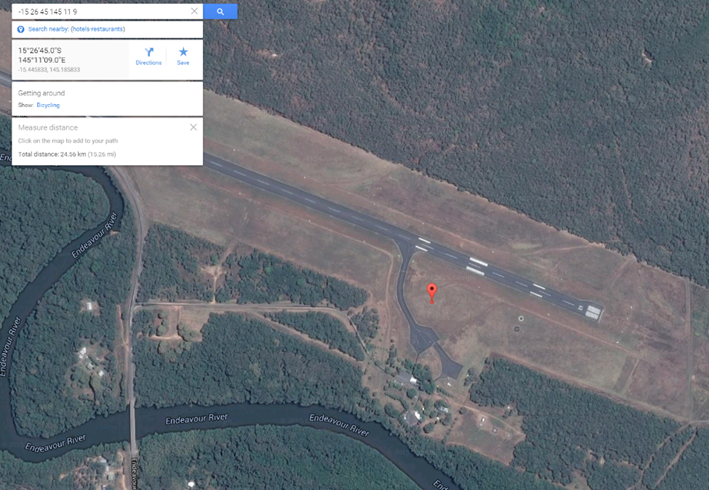 -15 26 45 145 11 9
Search nearby: (hotels restaurants)
15°26'45.0"S
145°11'09.0"E
-15.445833, 145.185833
Directions
Save
Getting around
Show: Bicycling
Measure distance
Click on the map to add to your path
Total distance: 24.56 km (15.26 mi)
Endeavour River
Endeavour River
Endeavour River
Endeavour River
Endeavour River